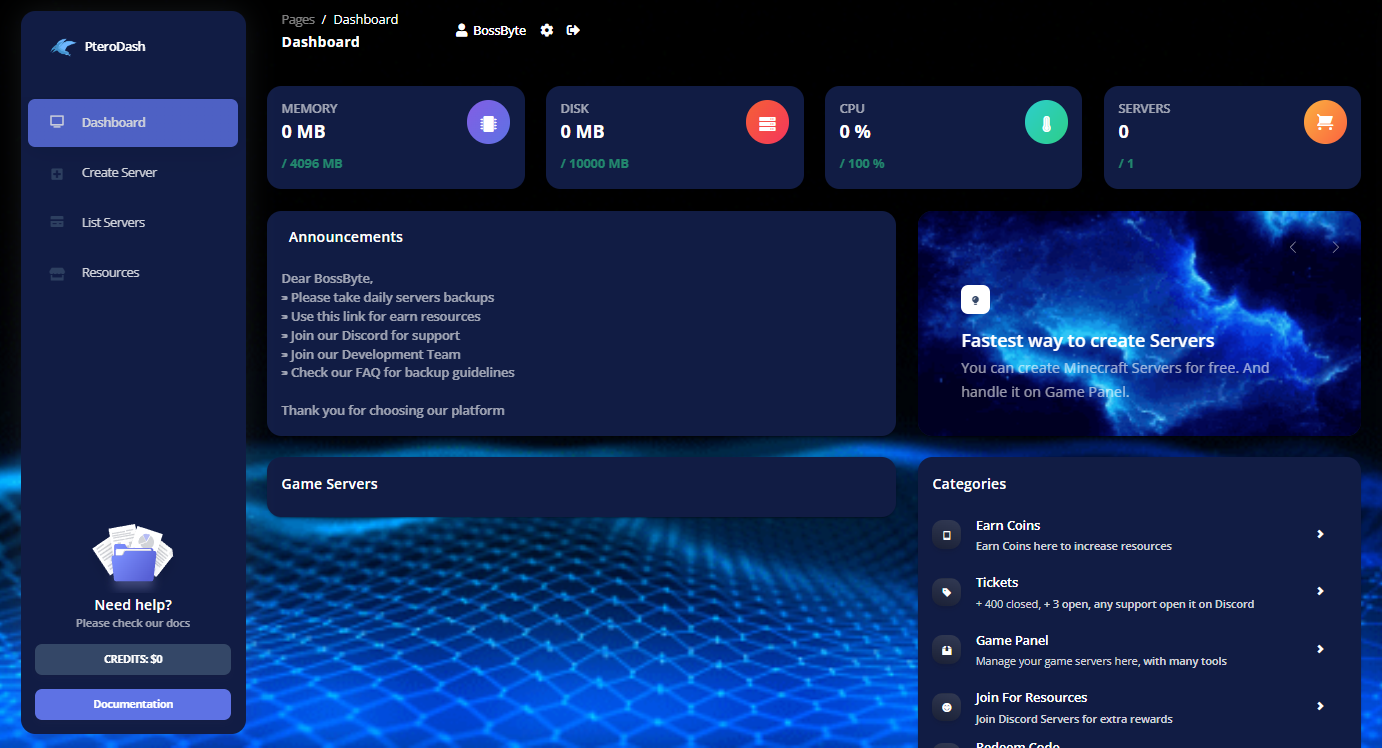 PteroDash
Dashboard
Create Server
List Servers
Resources
Need help?
Please check our docs
CREDITS: $0
Documentation
Pages / Dashboard
Dashboard
BossByte
MEMORY
0 MB
/ 4096 MB
DISK
0 MB
/ 10000 MB
CPU
0 %
/ 100 %
SERVERS
0
/ 1
Announcements
Dear BossByte,
» Please take daily servers backups
» Use this link for earn resources
» Join our Discord for support
» Join our Development Team
» Check our FAQ for backup guidelines
Thank you for choosing our platform
Fastest way to create Servers
You can create Minecraft Servers for free. And
handle it on Game Panel.
Game Servers
Categories
Earn Coins
Earn Coins here to increase resources
Tickets
+ 400 closed, + 3 open, any support open it on Discord
Game Panel
Manage your game servers here, with many tools
Join For Resources
Join Discord Servers for extra rewards
Redeem Code